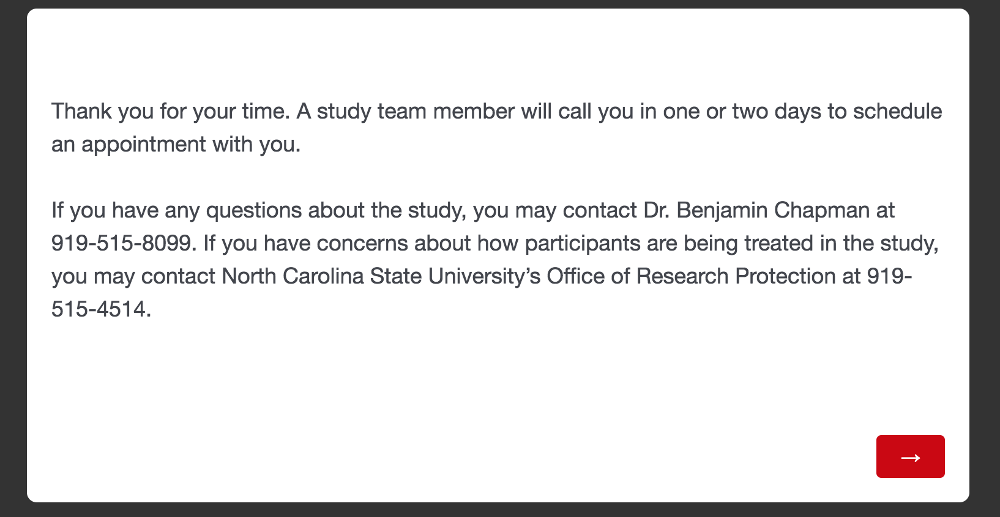 Thank you for your time. A study team member will call you in one or two days to schedule
an appointment with you.
If you have any questions about the study, you may contact Dr. Benjamin Chapman at
919-515-8099. If you have concerns about how participants are being treated in the study,
you may contact North Carolina State University’s Office of Research Protection at 919-
515-4514.
→